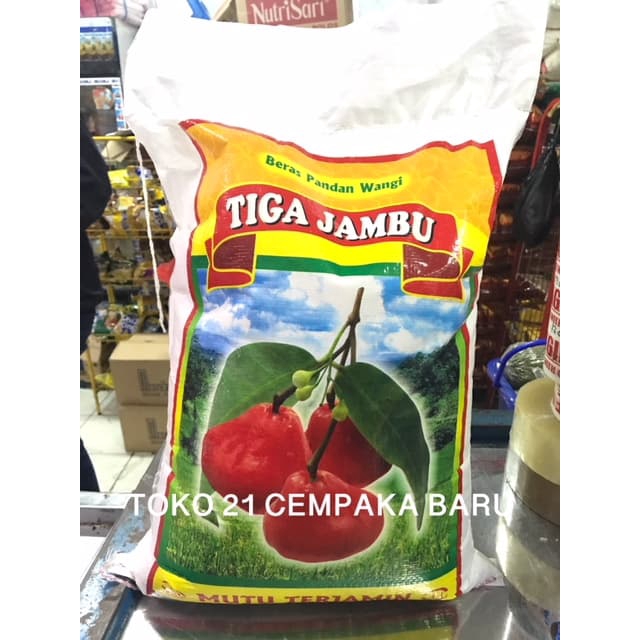 NutriSari
Beras Pandan Wangi
TIGA JAMBU
TOKO 21 CEMPAKA BARU
MUTU TERJAMIN